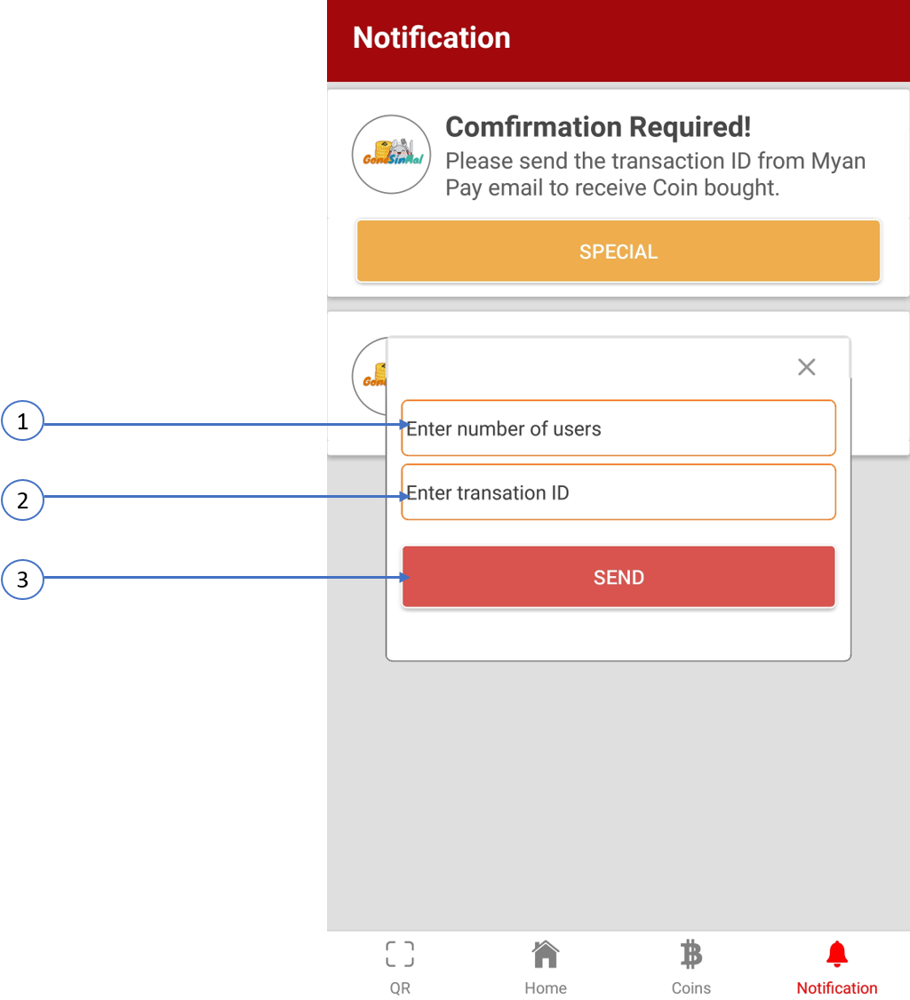 Notification
Comfirmation Required!
GoneSinMal
Please send the transaction ID from Myan
Pay email to receive Coin bought.
SPECIAL
Gon
1
Enter number of users
2
Enter transation ID
3
SEND
QR
Home
Coins
Notification